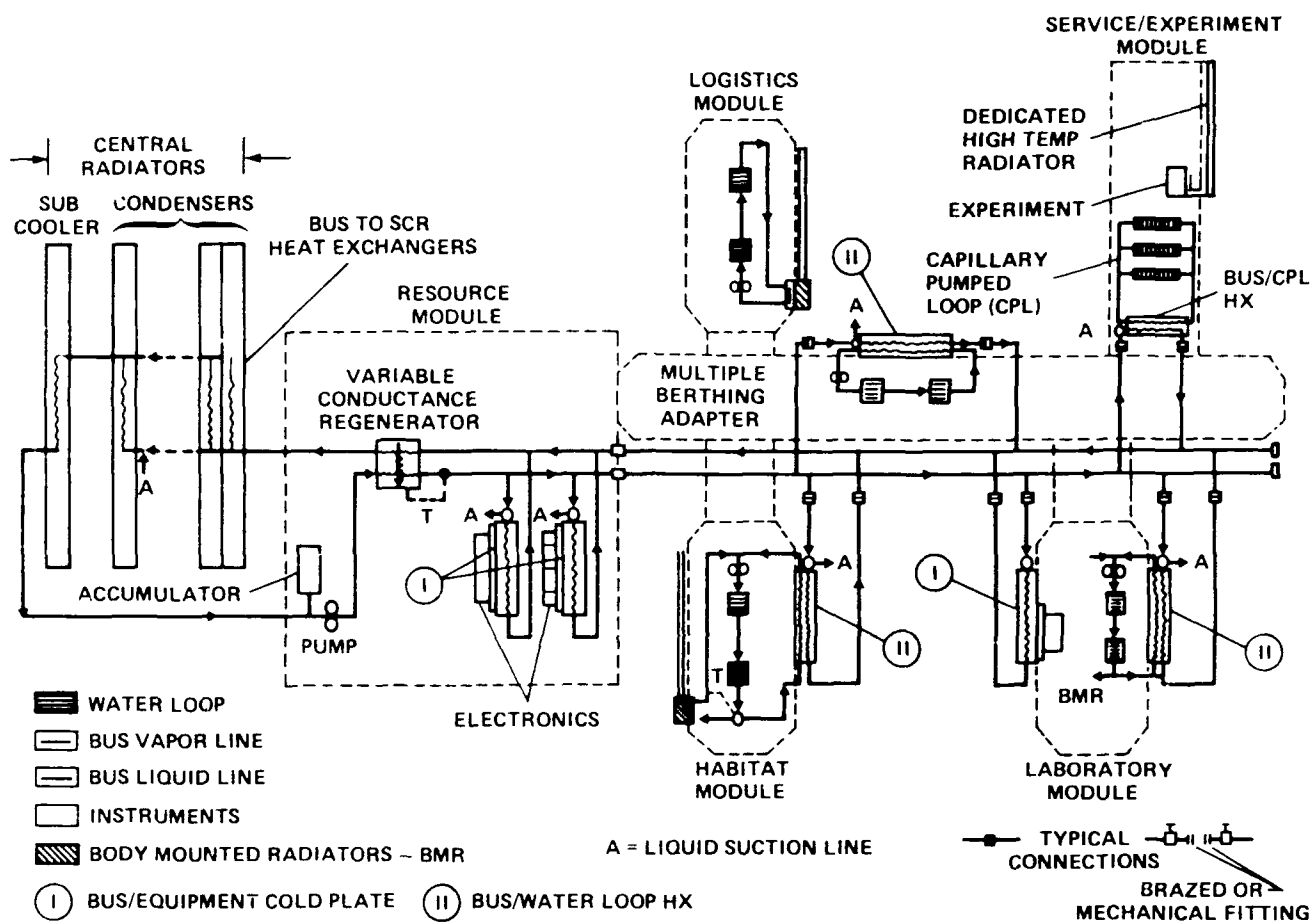 SERVICE/EXPERIMENT
MODULE
LOGISTICS
MODULE
DEDICATED
HIGH TEMP
RADIATOR
EXPERIMENT
CENTRAL
RADIATORS
SUB
COOLER
CONDENSERS
BUS TO SCR
HEAT EXCHANGERS
RESOURCE
MODULE
II
CAPILLARY
PUMPED
LOOP (CPL)
BUS/CPL
HX
A
A
VARIABLE
CONDUCTANCE
REGENERATOR
MULTIPLE
BERTHING
ADAPTER
A
T
A
A
I
A
II
T
I
A
II
BMR
ACCUMULATOR
PUMP
ELECTRONICS
HABITAT
MODULE
LABORATORY
MODULE
WATER LOOP
BUS VAPOR LINE
BUS LIQUID LINE
INSTRUMENTS
BODY MOUNTED RADIATORS – BMR
A = LIQUID SUCTION LINE
TYPICAL
CONNECTIONS
BRAZED OR
MECHANICAL FITTING
I BUS/EQUIPMENT COLD PLATE
II BUS/WATER LOOP HX